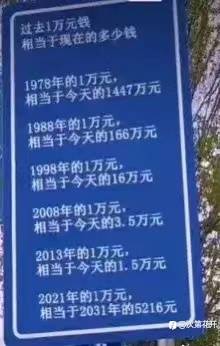 过去1万元钱
相当于现在的多少钱
1978年的1万元,
相当于今天的1447万元
1988年的1万元,
相当于今天的166万元
1998年的1万元,
相当于今天的16万元
2008年的1万元,
相当于今天的3.5万元
2013年的1万元,
相当于今天的1.5万元
2021年的1万元,
相当于2031年的5216元